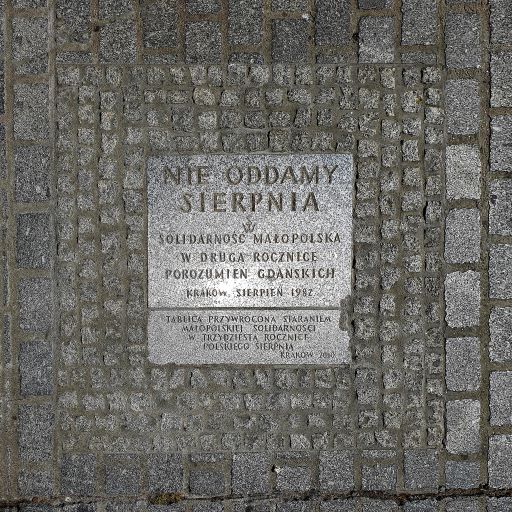 NIE ODDAMY
SIERPNIA
SOLIDARNOŚĆ MAŁOPOLSKA
W DRUGĄ ROCZNICĘ
POROZUMIEŃ GDAŃSKICH
KRAKÓW, SIERPIEŃ 1982
TABLICA PRZYWRÓCONA STARANIEM
MAŁOPOLSKIEJ SOLIDARNOŚCI
W TRZYDZIESTĄ ROCZNICĘ
POLSKIEGO SIERPNIA
KRAKÓW 2010